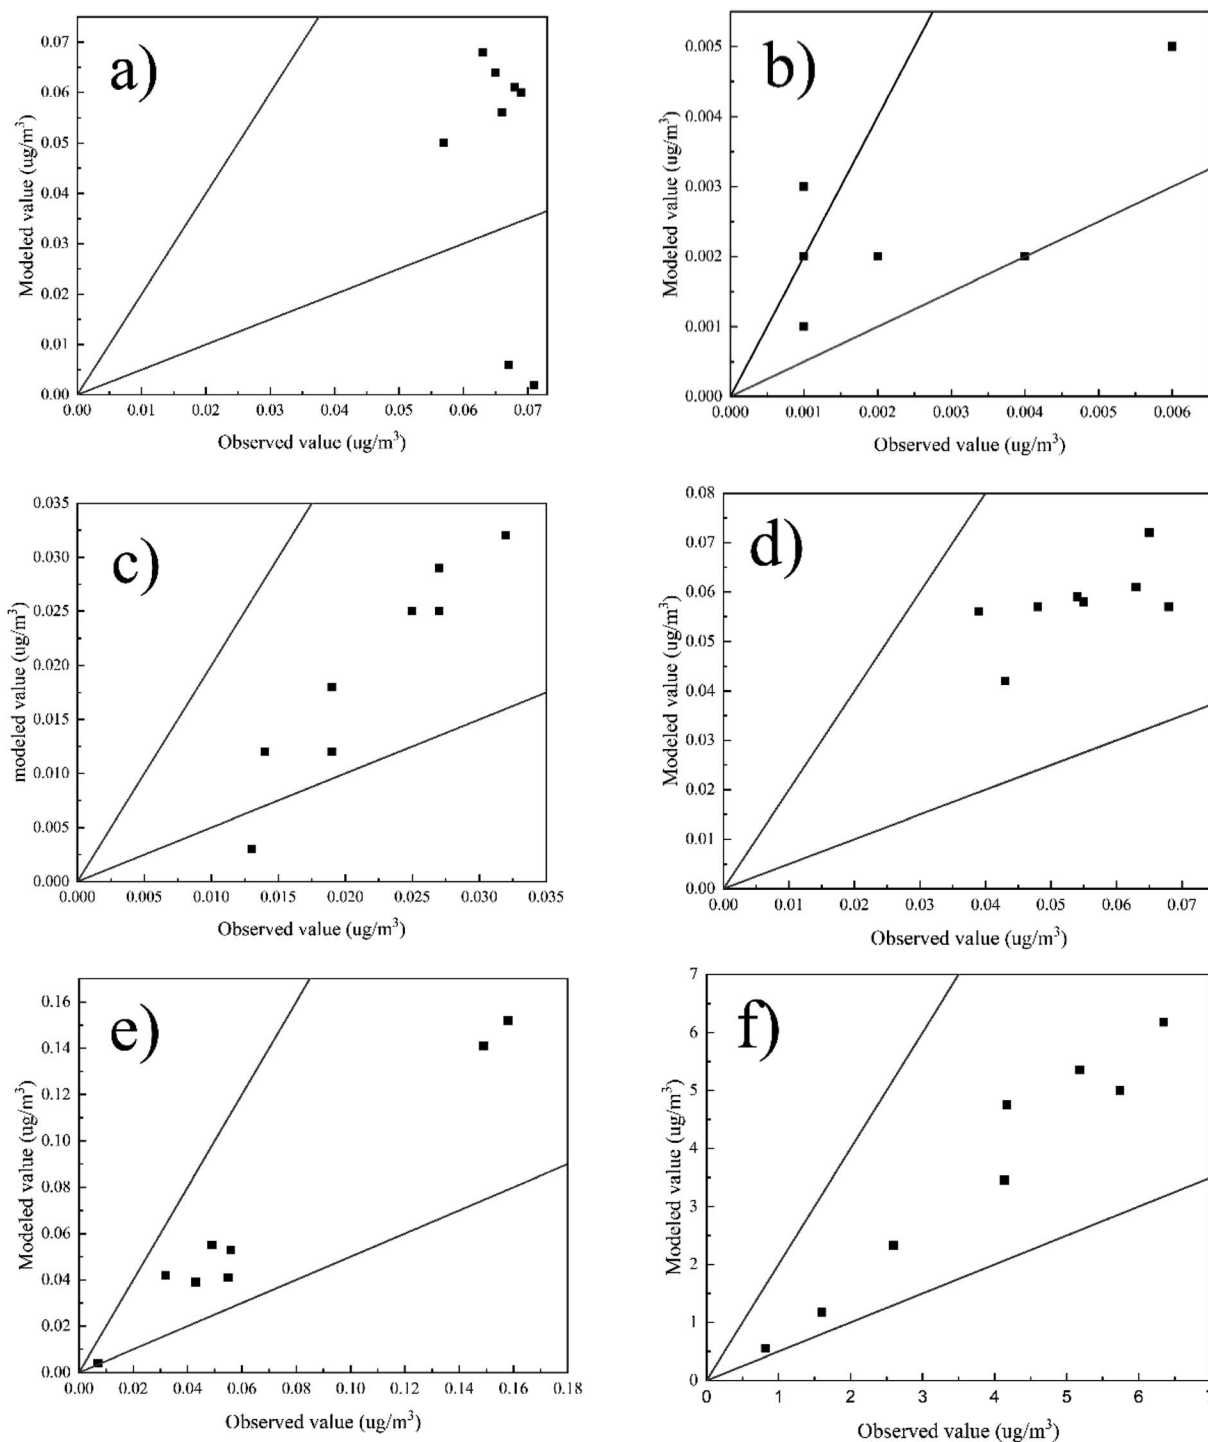 a)
Modeled value (ug/m³)
0.07
0.06
0.05
0.04
0.03
0.02
0.01
0.00
0.00 0.01 0.02 0.03 0.04 0.05 0.06 0.07
Observed value (ug/m³)
b)
Modeled value (ug/m³)
0.005
0.004
0.003
0.002
0.001
0.000
0.000 0.001 0.002 0.003 0.004 0.005 0.006
Observed value (ug/m³)
c)
modeled value (ug/m³)
0.035
0.030
0.025
0.020
0.015
0.010
0.005
0.000
0.000 0.005 0.010 0.015 0.020 0.025 0.030 0.035
Observed value (ug/m³)
d)
Modeled value (ug/m³)
0.08
0.07
0.06
0.05
0.04
0.03
0.02
0.01
0.00
0.00 0.01 0.02 0.03 0.04 0.05 0.06 0.07
Observed value (ug/m³)
e)
Modeled value (ug/m³)
0.16
0.14
0.12
0.10
0.08
0.06
0.04
0.02
0.00
0.00 0.02 0.04 0.06 0.08 0.10 0.12 0.14 0.16 0.18
Observed value (ug/m³)
f)
Modeled value (ug/m³)
7
6
5
4
3
2
1
0
0 1 2 3 4 5 6 7
Observed value (ug/m³)